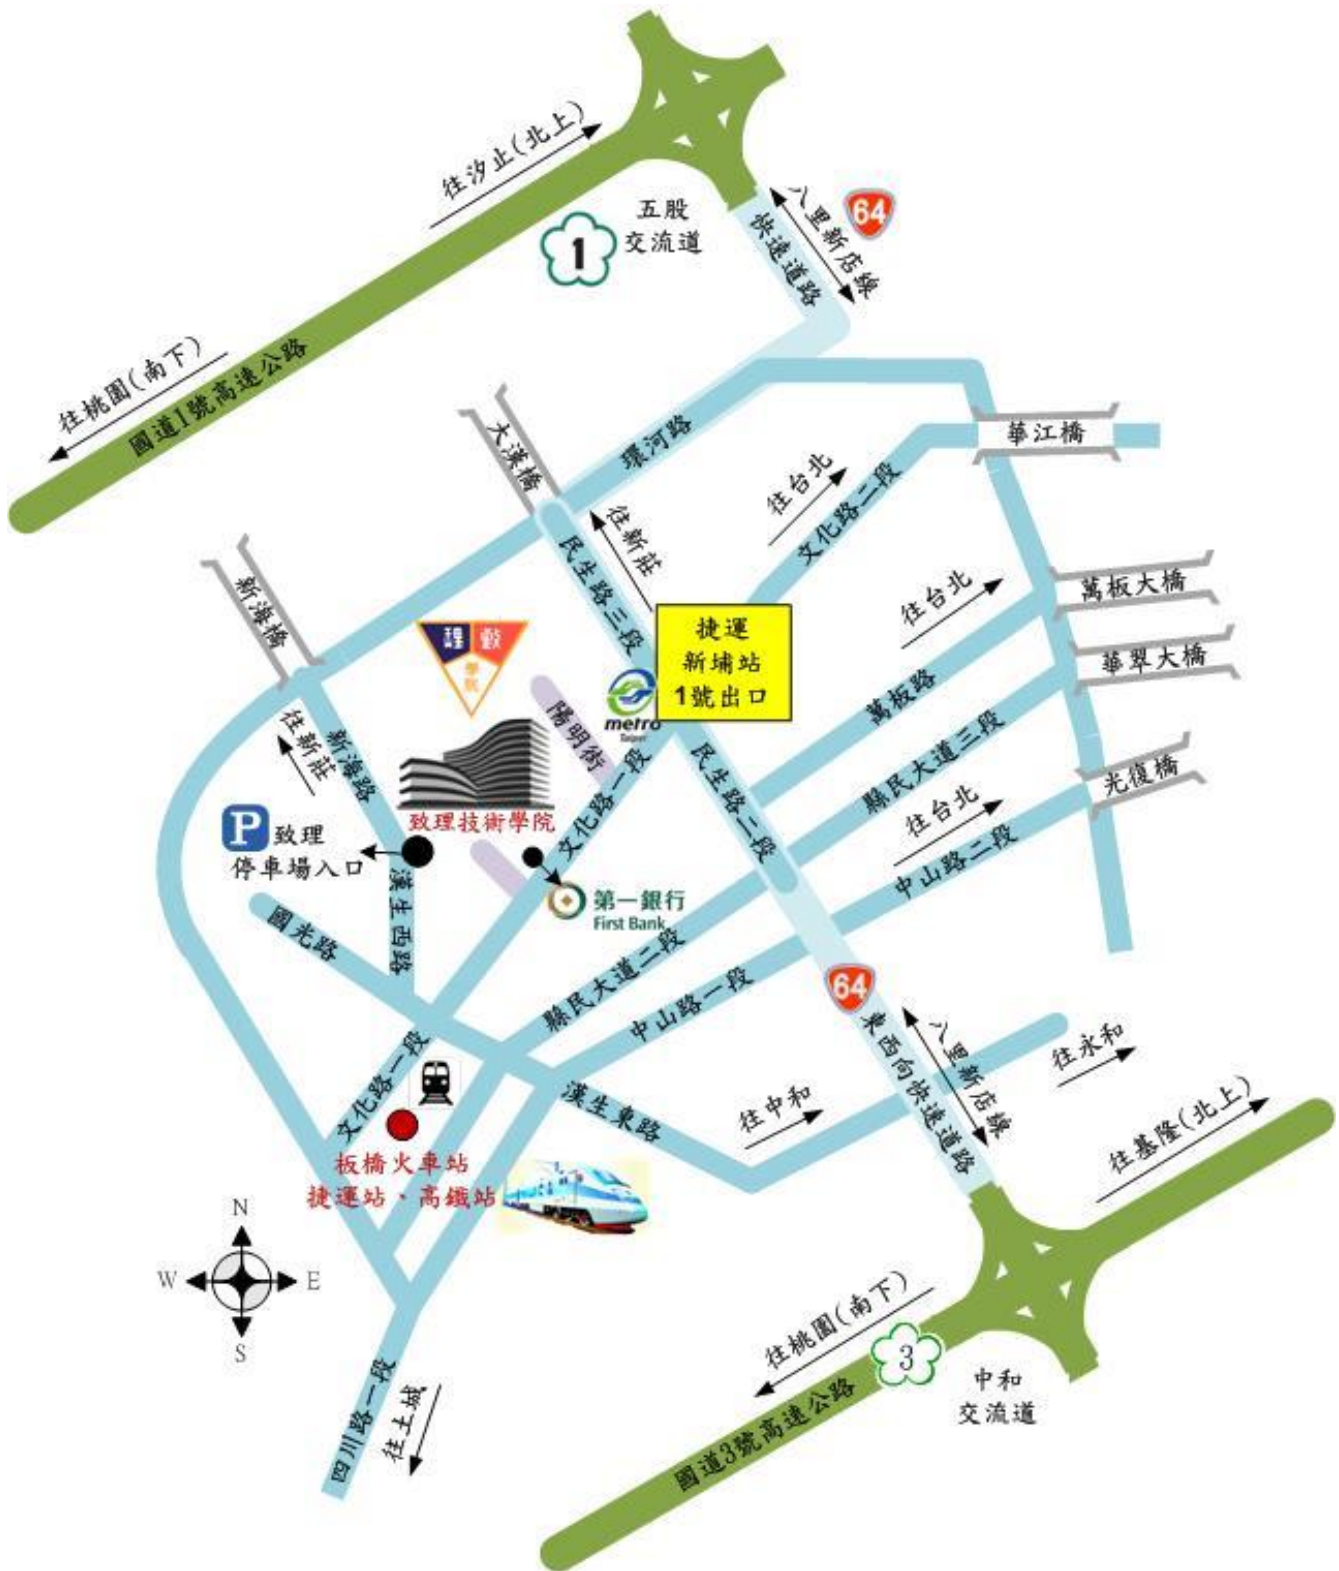 往汐止(北上)
五股
交流道
1
八里新店線
64
快速道路
往桃園(南下)
國道1號高速公路
大漢橋
環河路
華江橋
往台北
文化路二段
往新莊
民生路三段
新海橋
往台北
萬板大橋
捷運
新埔站
1號出口
華翠大橋
理
致
學院
metro
Taipei
陽明街
萬板路
往新莊
新海路
民生路二段
縣民大道三段
光復橋
往台北
P
致理
停車場入口
致理技術學院
文化路一段
中山路二段
漢生西路
第一銀行
First Bank
國光路
縣民大道二段
中山路一段
64
東西向快速道路
八里新店線
往永和
文化路一段
漢生東路
往中和
板橋火車站
捷運站、高鐵站
往基隆(北上)
N
W
E
S
往桃園(南下)
3
中和
交流道
四川路一段
往土城
國道3號高速公路